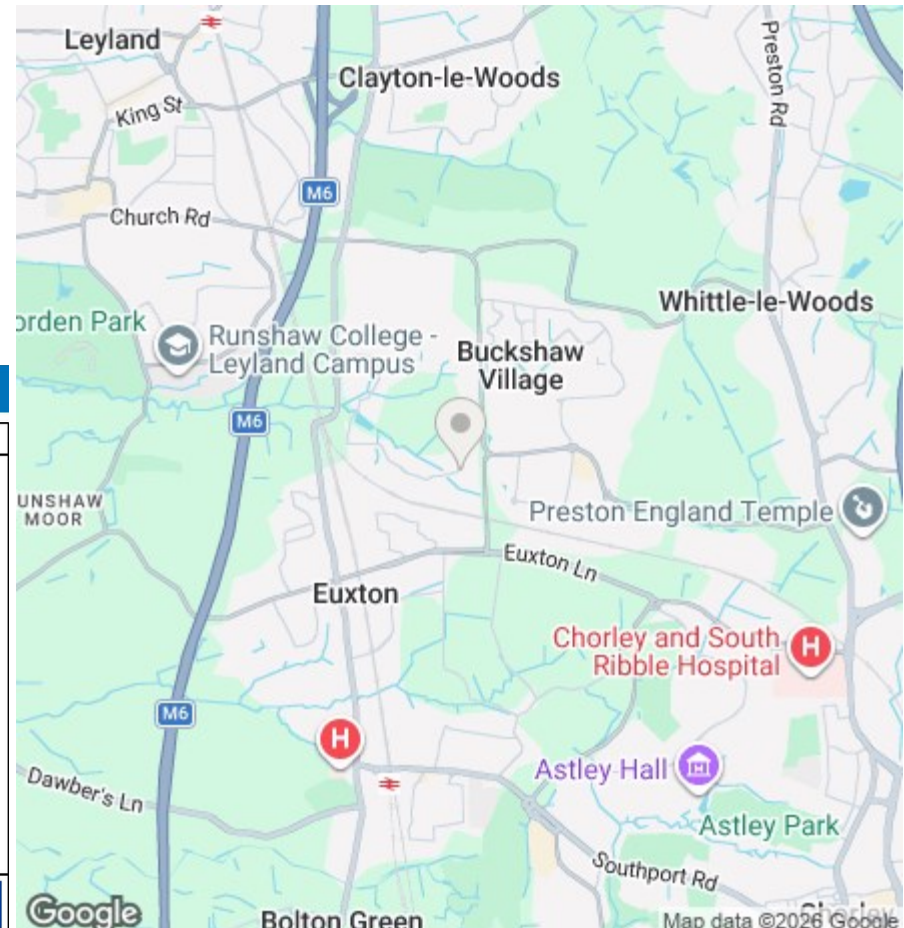 Leyland
Clayton-le-Woods
Preston Rd
King St
M6
Church Rd
Whittle-le-Woods
orden Park
Runshaw College -
Leyland Campus
Buckshaw
Village
M6
UNSHAW
MOOR
Preston England Temple
Euxton Ln
Euxton
Chorley and South
Ribble Hospital
H
M6
H
Astley Hall
Dawber's Ln
Astley Park
Southport Rd
Chorley
Google
Bolton Green
Map data ©2026 Google